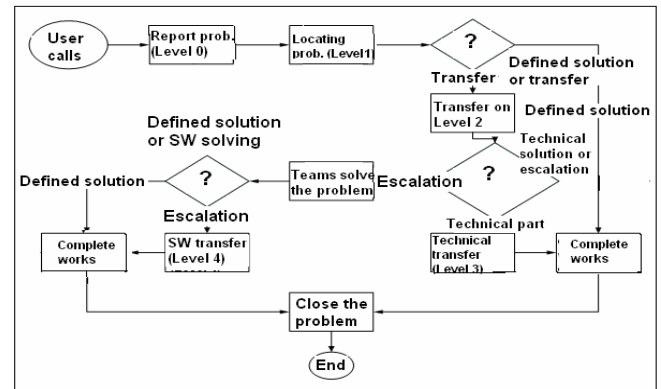 User
calls
Report prob.
(Level 0)
Locating
prob. (Level1)
?
Defined solution
or transfer
Transfer
Transfer on
Level 2
Defined solution
Technical
solution or
escalation
?
Escalation
Teams solve
the problem
Defined solution
or SW solving
?
Defined solution
Escalation
Technical part
Complete
works
SW transfer
(Level 4)
Technical
transfer
(Level 3)
Complete
works
Close the
problem
End